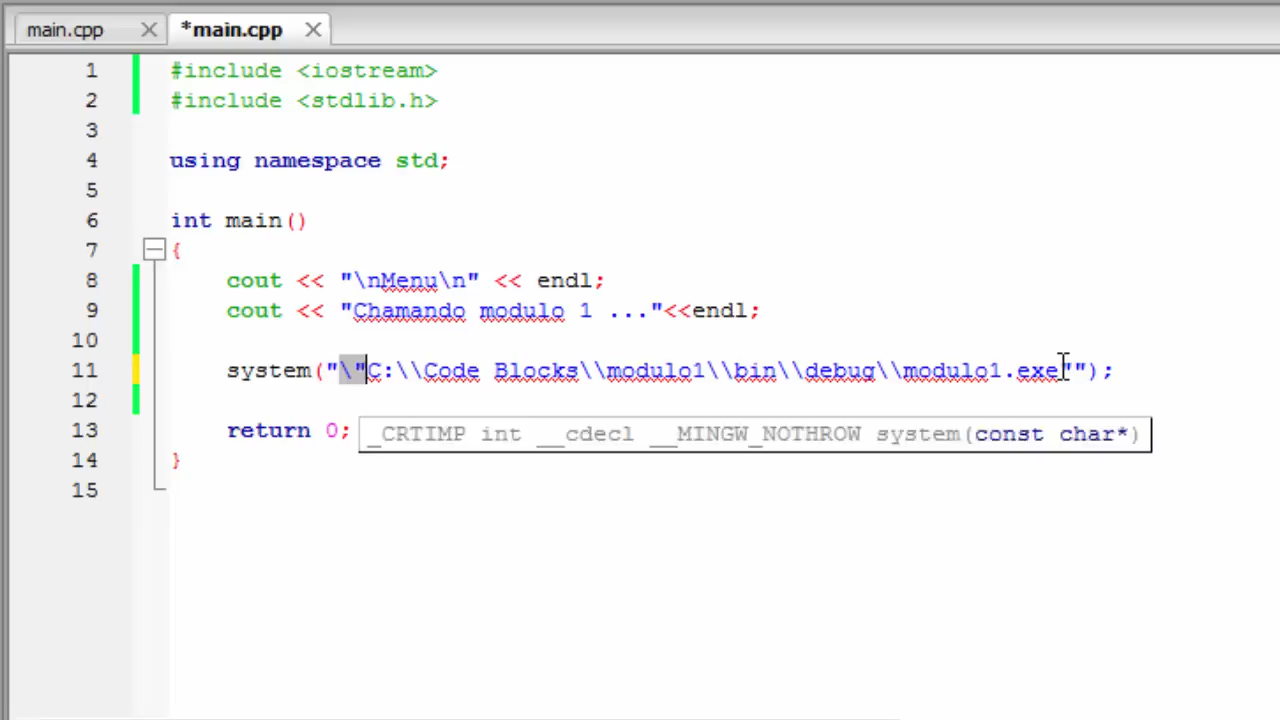 main.cpp *main.cpp
1 #include <iostream>
2 #include <stdlib.h>
3
4 using namespace std;
5
6 int main()
7 {
8 cout << "\nMenu\n" << endl;
9 cout << "Chamando modulo 1 ..."<<endl;
10
11 system("\"C:\\Code Blocks\\modulo1\\bin\\debug\\modulo1.exe"");
12
13 return 0;
_CRTIMP int __cdecl __MINGW_NOTHROW system(const char*)
14 }
15